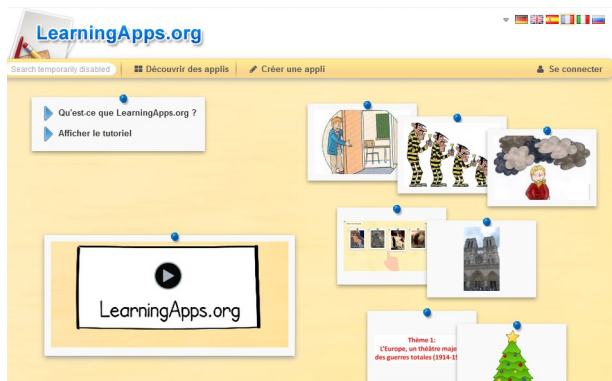 LearningApps.org
Search temporarily disabled
Découvrir des applis
Créer une appli
Se connecter
Qu'est-ce que LearningApps.org ?
Afficher le tutoriel
LearningApps.org
Thème 1:
L'Europe, un théâtre maje
des guerres totales (1914-19